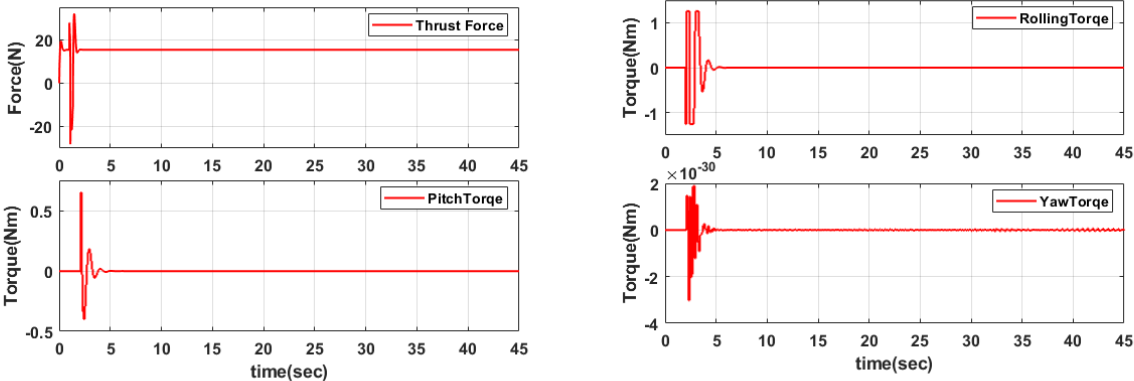 Thrust Force
Force(N)
20
0
-20
0 5 10 15 20 25 30 35 40 45
RollingTorqe
Torque(Nm)
1
0
-1
0 5 10 15 20 25 30 35 40 45
PitchTorqe
Torque(Nm)
0.5
0
-0.5
0 5 10 15 20 25 30 35 40 45
time(sec)
×10-30
YawTorqe
Torque(Nm)
2
0
-2
-4
0 5 10 15 20 25 30 35 40 45
time(sec)